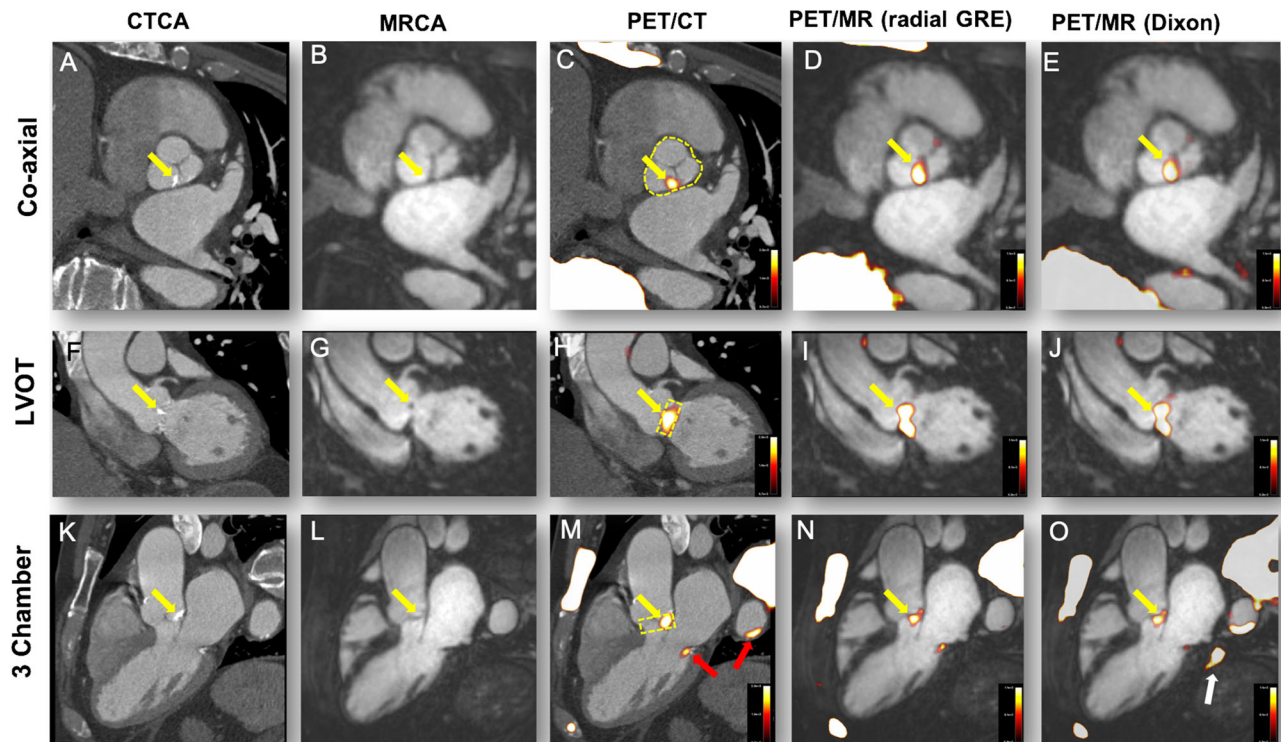 CTCA
MRCA
PET/CT
PET/MR (radial GRE)
PET/MR (Dixon)
Co-axial
A
B
C
D
E
LVOT
F
G
H
I
J
3 Chamber
K
L
M
N
O